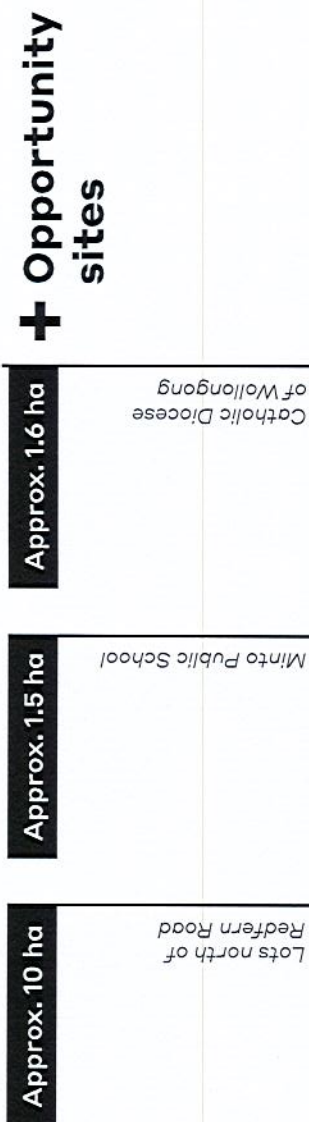 + Opportunity
sites
Approx. 1.6 ha
Catholic Diocese
of Wollongong
Approx. 1.5 ha
Minto Public School
Approx. 10 ha
Lots north of
Redfern Road